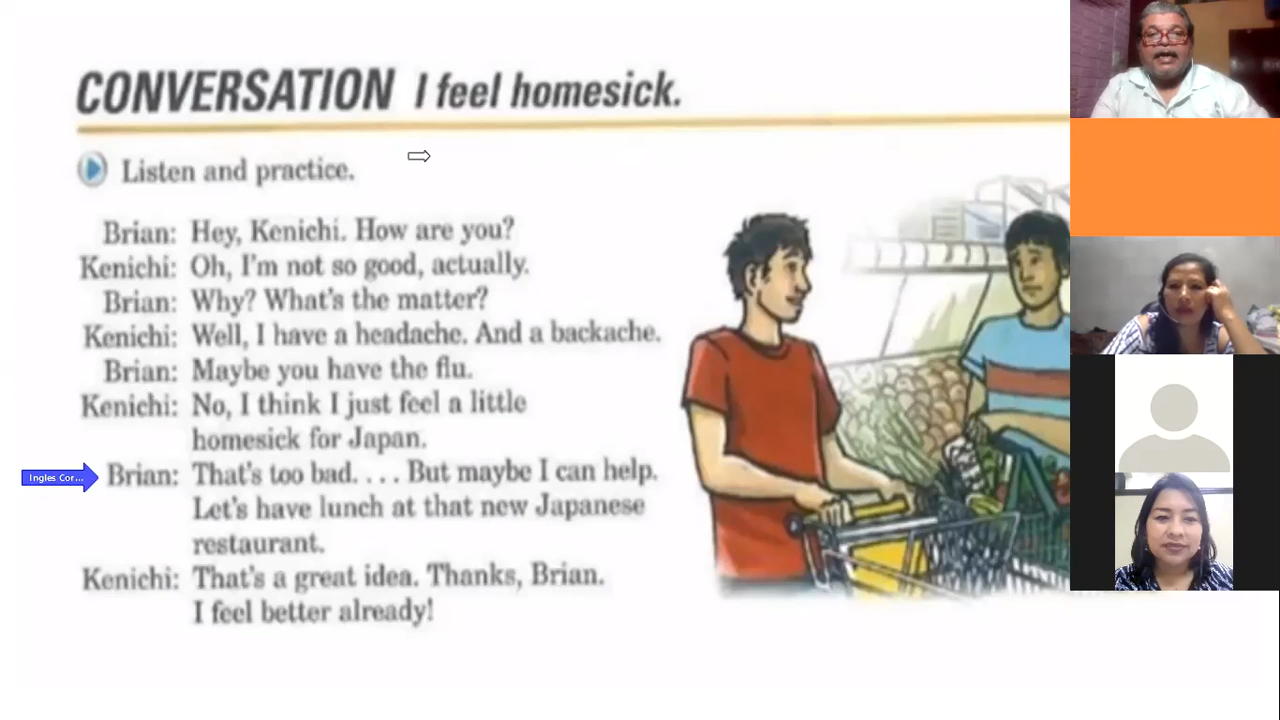 CONVERSATION I feel homesick.
Listen and practice.
Brian: Hey, Kenichi. How are you?
Kenichi: Oh, I'm not so good, actually.
Brian: Why? What's the matter?
Kenichi: Well, I have a headache. And a backache.
Brian: Maybe you have the flu.
Kenichi: No, I think I just feel a little
homesick for Japan.
Ingles Cor...
Brian: That's too bad. . . . But maybe I can help.
Let's have lunch at that new Japanese
restaurant.
Kenichi: That's a great idea. Thanks, Brian.
I feel better already!